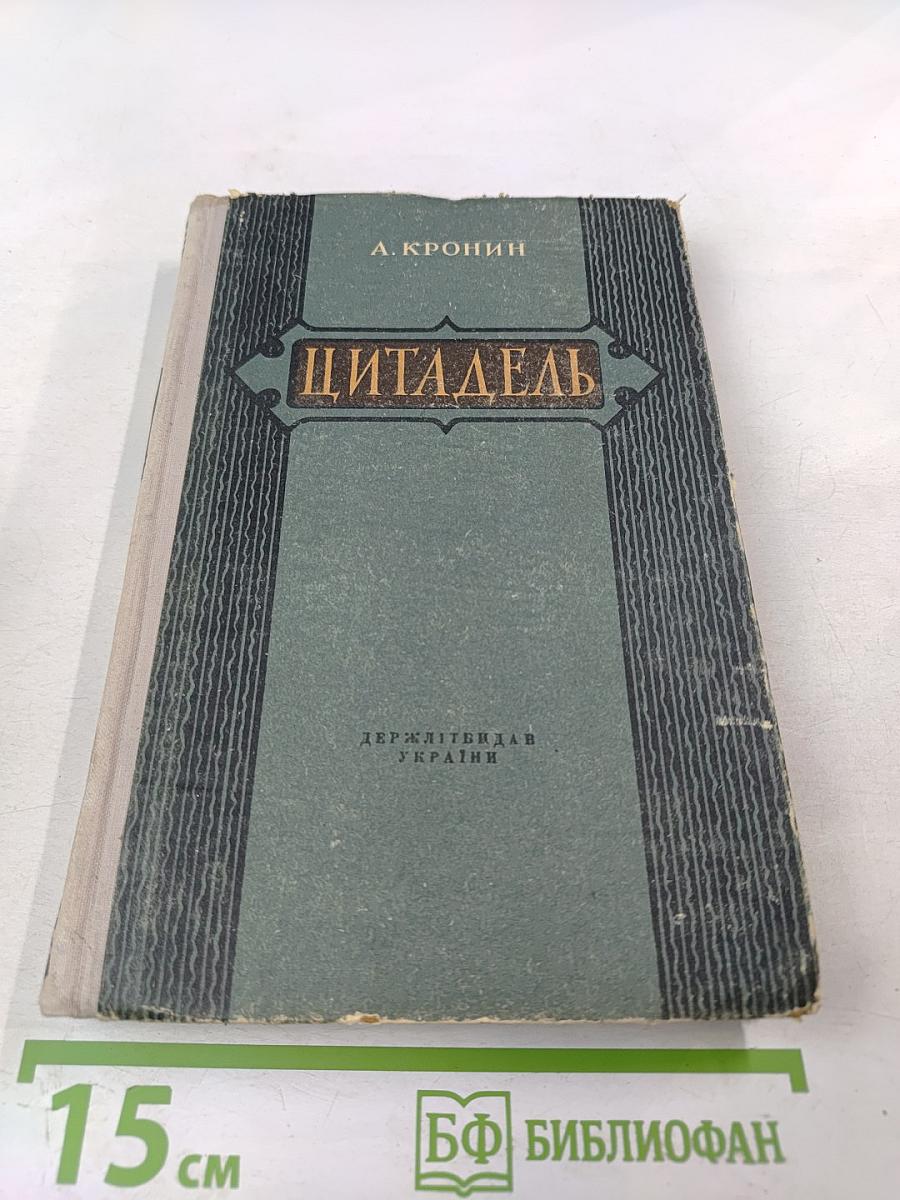 А. КРОНИН
ЦИТАДЕЛЬ
ДЕРЖЛІТВИДАВ
УКРАЇНИ
15 см
БФ БИБЛИОФАН